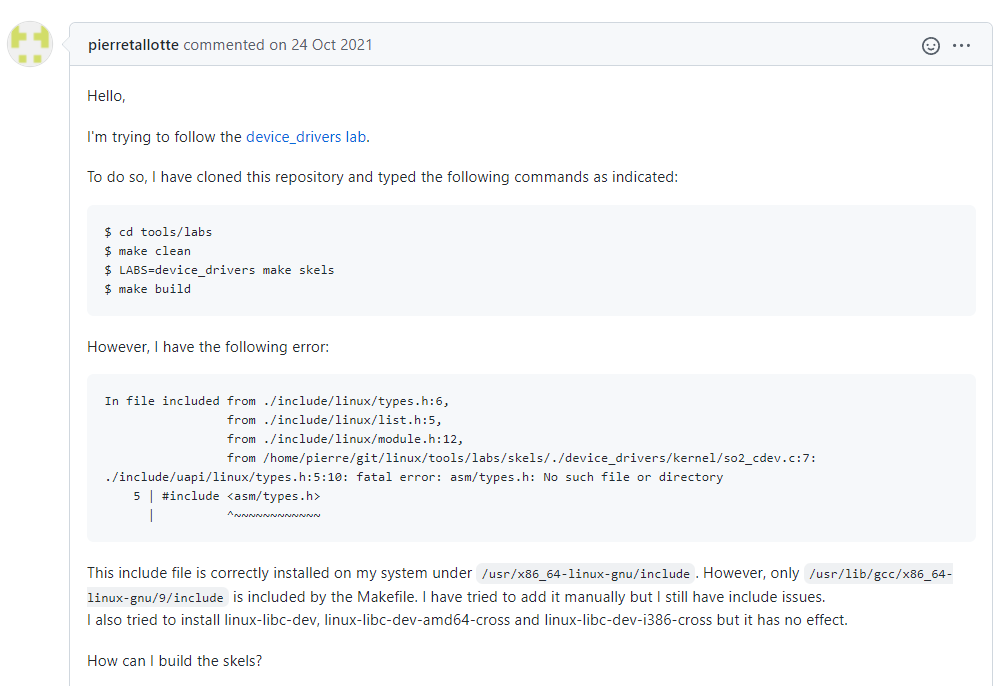 pierretallotte commented on 24 Oct 2021
Hello,
I'm trying to follow the device_drivers lab.
To do so, I have cloned this repository and typed the following commands as indicated:
$ cd tools/labs
$ make clean
$ LABS=device_drivers make skels
$ make build
However, I have the following error:
In file included from ./include/linux/types.h:6,
                 from ./include/linux/list.h:5,
                 from ./include/linux/module.h:12,
                 from /home/pierre/git/linux/tools/labs/skels/./device_drivers/kernel/so2_cdev.c:7:
./include/uapi/linux/types.h:5:10: fatal error: asm/types.h: No such file or directory
    5 | #include <asm/types.h>
      |          ^~~~~~~~~~~~~
This include file is correctly installed on my system under /usr/x86_64-linux-gnu/include. However, only /usr/lib/gcc/x86_64-
linux-gnu/9/include is included by the Makefile. I have tried to add it manually but I still have include issues.
I also tried to install linux-libc-dev, linux-libc-dev-amd64-cross and linux-libc-dev-i386-cross but it has no effect.
How can I build the skels?